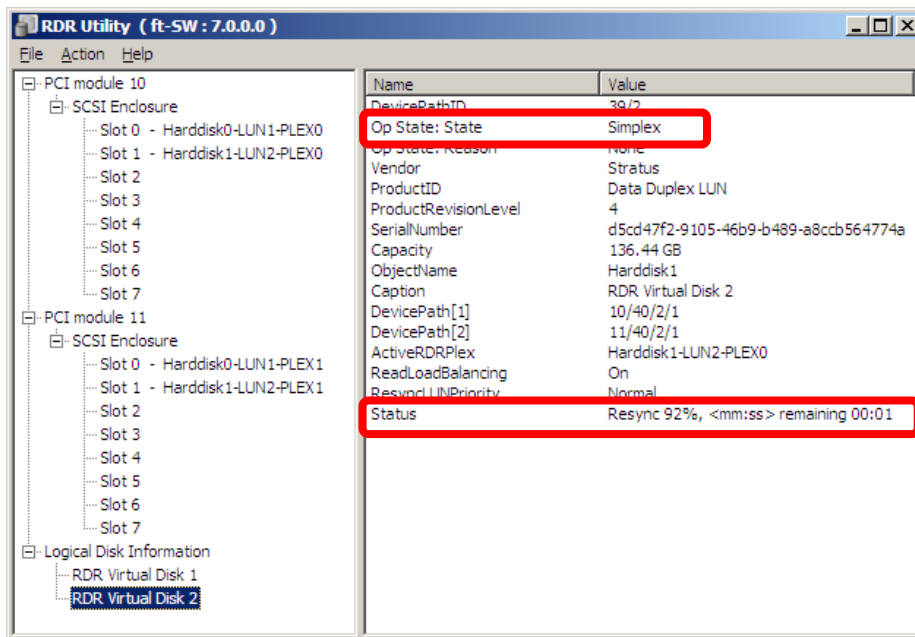 RDR Utility ( ft-SW : 7.0.0.0 )
File Action Help
PCI module 10
SCSI Enclosure
Slot 0 - Harddisk0-LUN1-PLEX0
Slot 1 - Harddisk1-LUN2-PLEX0
Slot 2
Slot 3
Slot 4
Slot 5
Slot 6
Slot 7
PCI module 11
SCSI Enclosure
Slot 0 - Harddisk0-LUN1-PLEX1
Slot 1 - Harddisk1-LUN2-PLEX1
Slot 2
Slot 3
Slot 4
Slot 5
Slot 6
Slot 7
Logical Disk Information
RDR Virtual Disk 1
RDR Virtual Disk 2
Name Value
DevicePathID 39/2
Op State: State Simplex
Op State: Reason None
Vendor Stratus
ProductID Data Duplex LUN
ProductRevisionLevel 4
SerialNumber d5cd47f2-9105-46b9-b489-a8ccb564774a
Capacity 136.44 GB
ObjectName Harddisk1
Caption RDR Virtual Disk 2
DevicePath[1] 10/40/2/1
DevicePath[2] 11/40/2/1
ActiveRDRPlex Harddisk1-LUN2-PLEX0
ReadLoadBalancing On
ResyncLUNPriority Normal
Status Resync 92%, <mm:ss> remaining 00:01